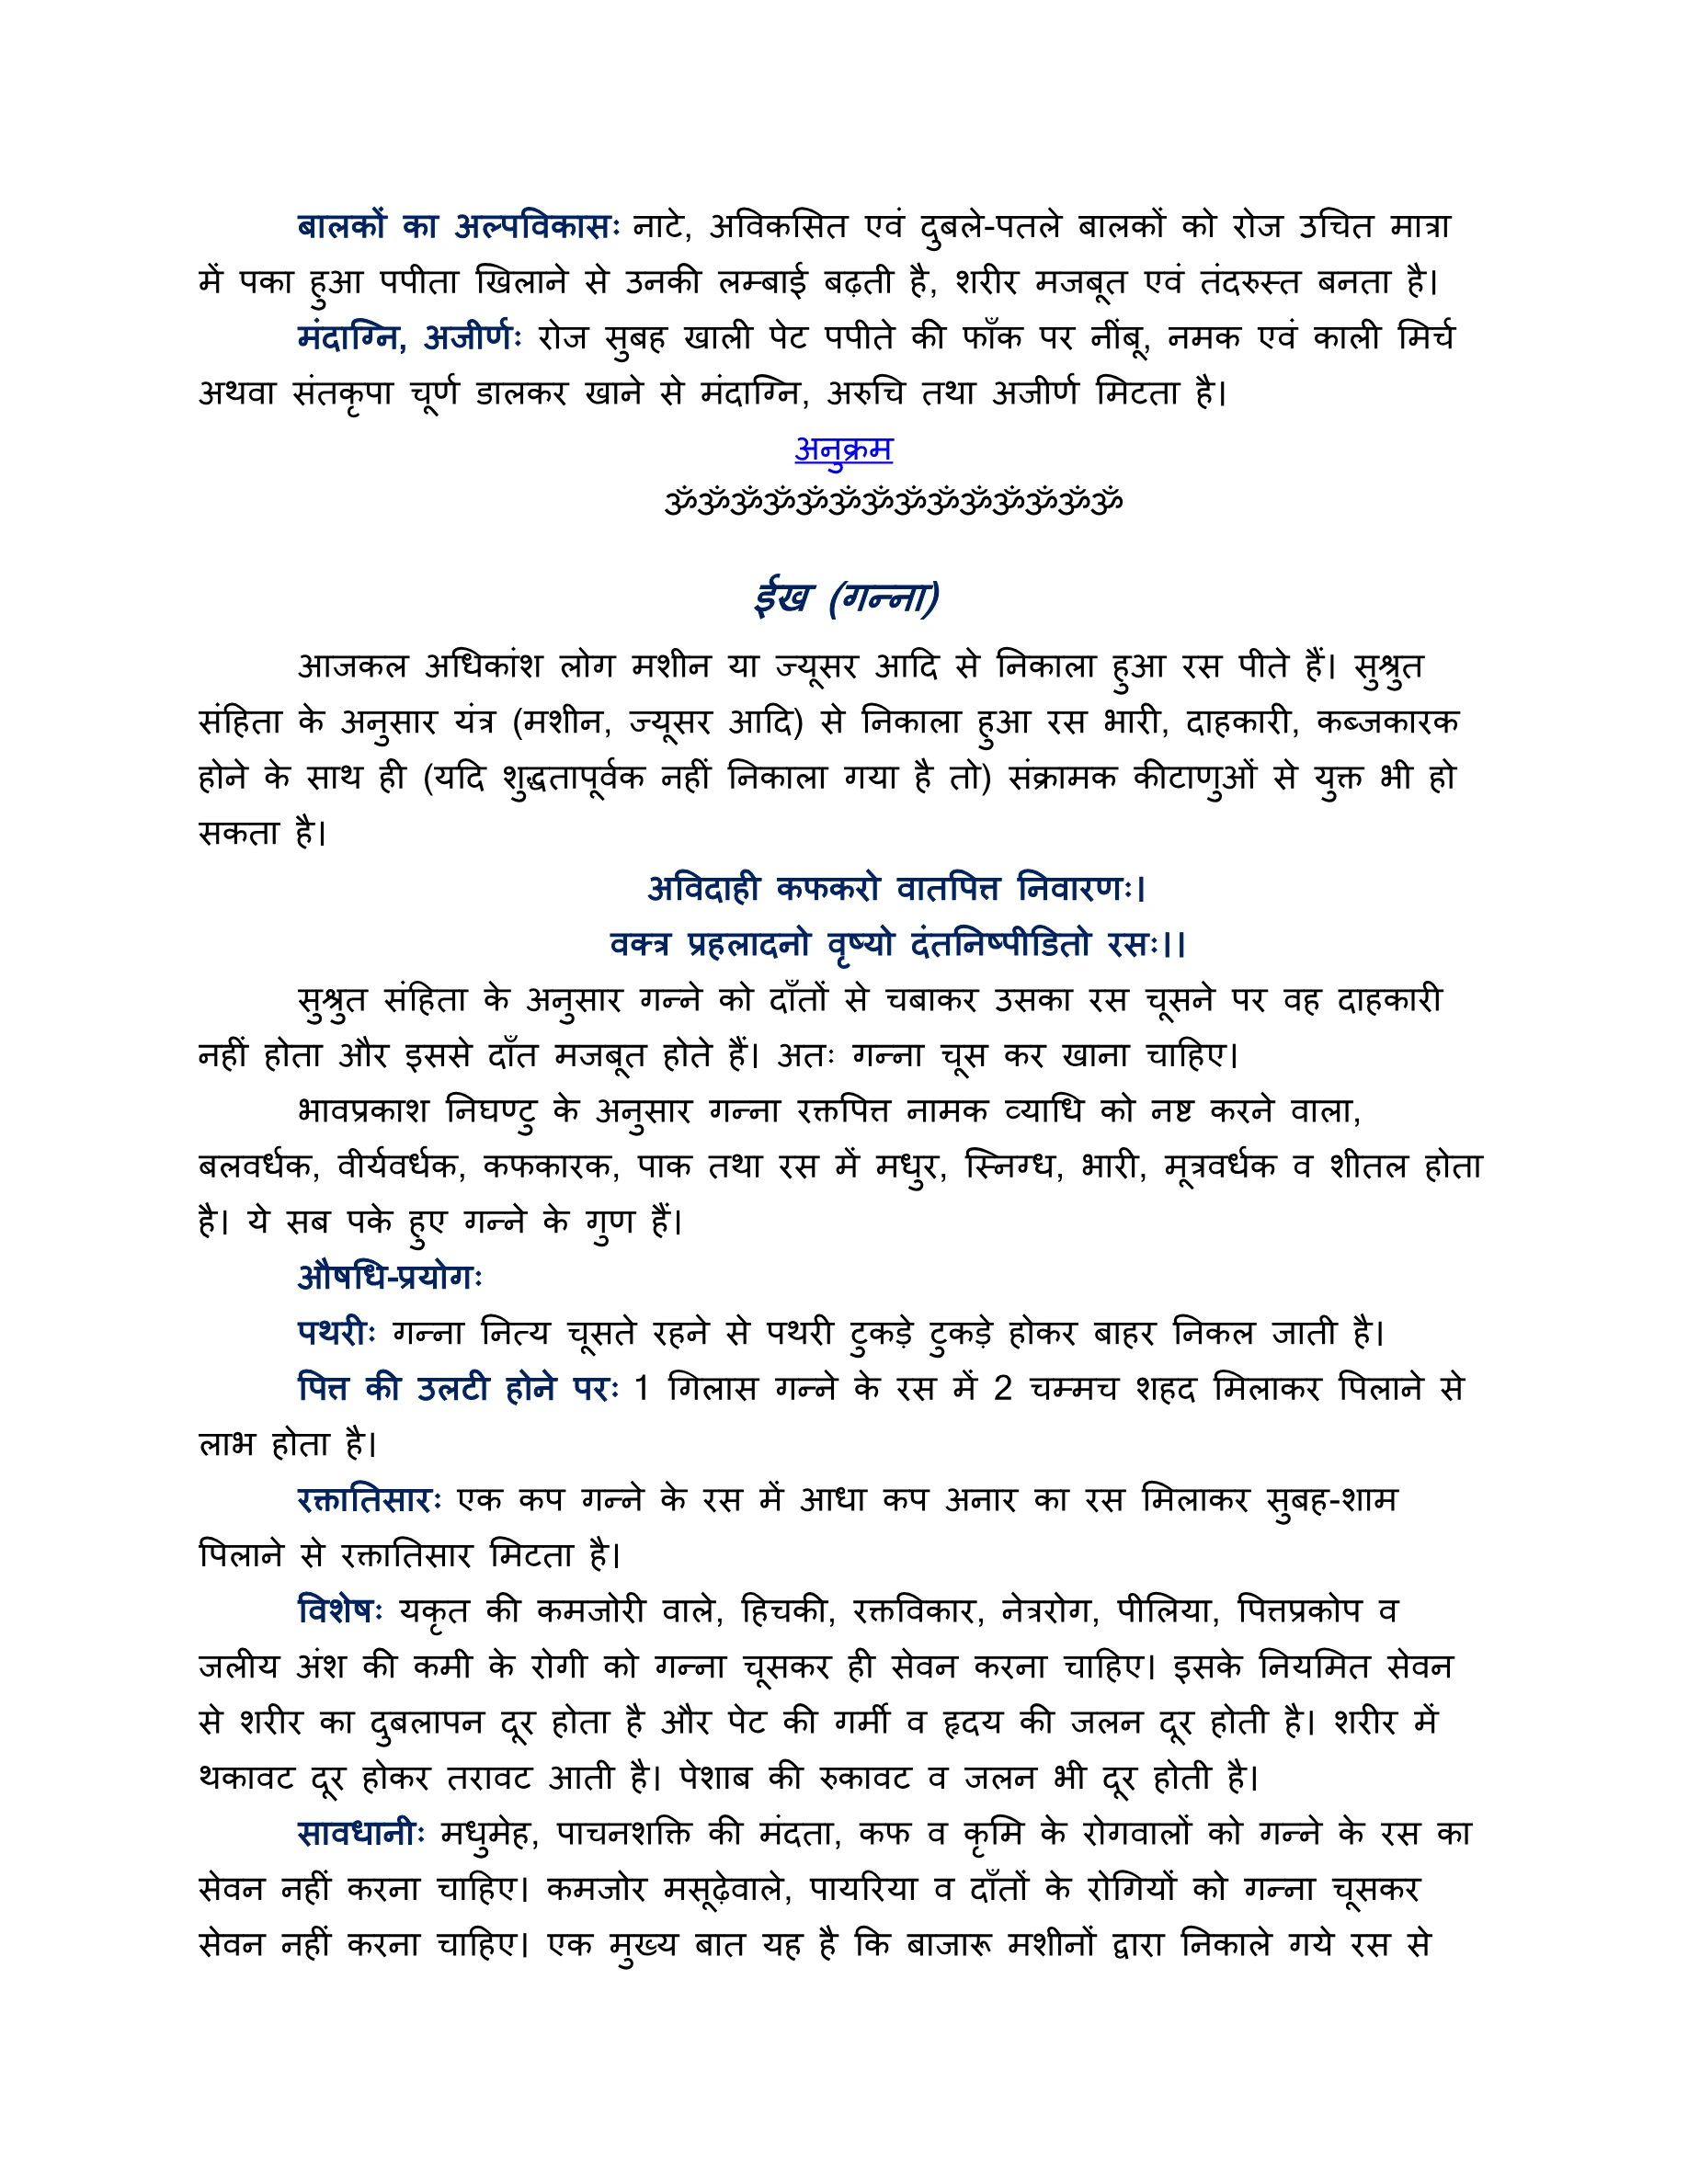 बालकों का अल्पविकासः नाटे, अविकसित एवं दुबले-पतले बालकों को रोज उचित मात्रा
में पका हुआ पपीता खिलाने से उनकी लम्बाई बढ़ती है, शरीर मजबूत एवं तंदरुस्त बनता है।
मंदाग्नि, अजीर्णः रोज सुबह खाली पेट पपीते की फाँक पर नींबू, नमक एवं काली मिर्च
अथवा संतकृपा चूर्ण डालकर खाने से मंदाग्नि, अरुचि तथा अजीर्ण मिटता है।
अनुक्रम
ॐॐॐॐॐॐॐॐॐॐॐॐॐॐ
ईख (गन्ना)
आजकल अधिकांश लोग मशीन या ज्यूसर आदि से निकाला हुआ रस पीते हैं। सुश्रुत
संहिता के अनुसार यंत्र (मशीन, ज्यूसर आदि) से निकाला हुआ रस भारी, दाहकारी, कब्जकारक
होने के साथ ही (यदि शुद्धतापूर्वक नहीं निकाला गया है तो) संक्रामक कीटाणुओं से युक्त भी हो
सकता है।
अविदाही कफकरो वातपित्त निवारणः।
वक्त्र प्रहलादनो वृष्यो दंतनिष्पीडितो रसः।।
सुश्रुत संहिता के अनुसार गन्ने को दाँतों से चबाकर उसका रस चूसने पर वह दाहकारी
नहीं होता और इससे दाँत मजबूत होते हैं। अतः गन्ना चूस कर खाना चाहिए।
भावप्रकाश निघण्टु के अनुसार गन्ना रक्तपित्त नामक व्याधि को नष्ट करने वाला,
बलवर्धक, वीर्यवर्धक, कफकारक, पाक तथा रस में मधुर, स्निग्ध, भारी, मूत्रवर्धक व शीतल होता
है। ये सब पके हुए गन्ने के गुण हैं।
औषधि-प्रयोगः
पथरीः गन्ना नित्य चूसते रहने से पथरी टुकड़े टुकड़े होकर बाहर निकल जाती है।
पित्त की उलटी होने परः 1 गिलास गन्ने के रस में 2 चम्मच शहद मिलाकर पिलाने से
लाभ होता है।
रक्तातिसारः एक कप गन्ने के रस में आधा कप अनार का रस मिलाकर सुबह-शाम
पिलाने से रक्तातिसार मिटता है।
विशेषः यकृत की कमजोरी वाले, हिचकी, रक्तविकार, नेत्ररोग, पीलिया, पित्तप्रकोप व
जलीय अंश की कमी के रोगी को गन्ना चूसकर ही सेवन करना चाहिए। इसके नियमित सेवन
से शरीर का दुबलापन दूर होता है और पेट की गर्मी व हृदय की जलन दूर होती है। शरीर में
थकावट दूर होकर तरावट आती है। पेशाब की रुकावट व जलन भी दूर होती है।
सावधानीः मधुमेह, पाचनशक्ति की मंदता, कफ व कृमि के रोगवालों को गन्ने के रस का
सेवन नहीं करना चाहिए। कमजोर मसूढ़ेवाले, पायरिया व दाँतों के रोगियों को गन्ना चूसकर
सेवन नहीं करना चाहिए। एक मुख्य बात यह है कि बाजारू मशीनों द्वारा निकाले गये रस से